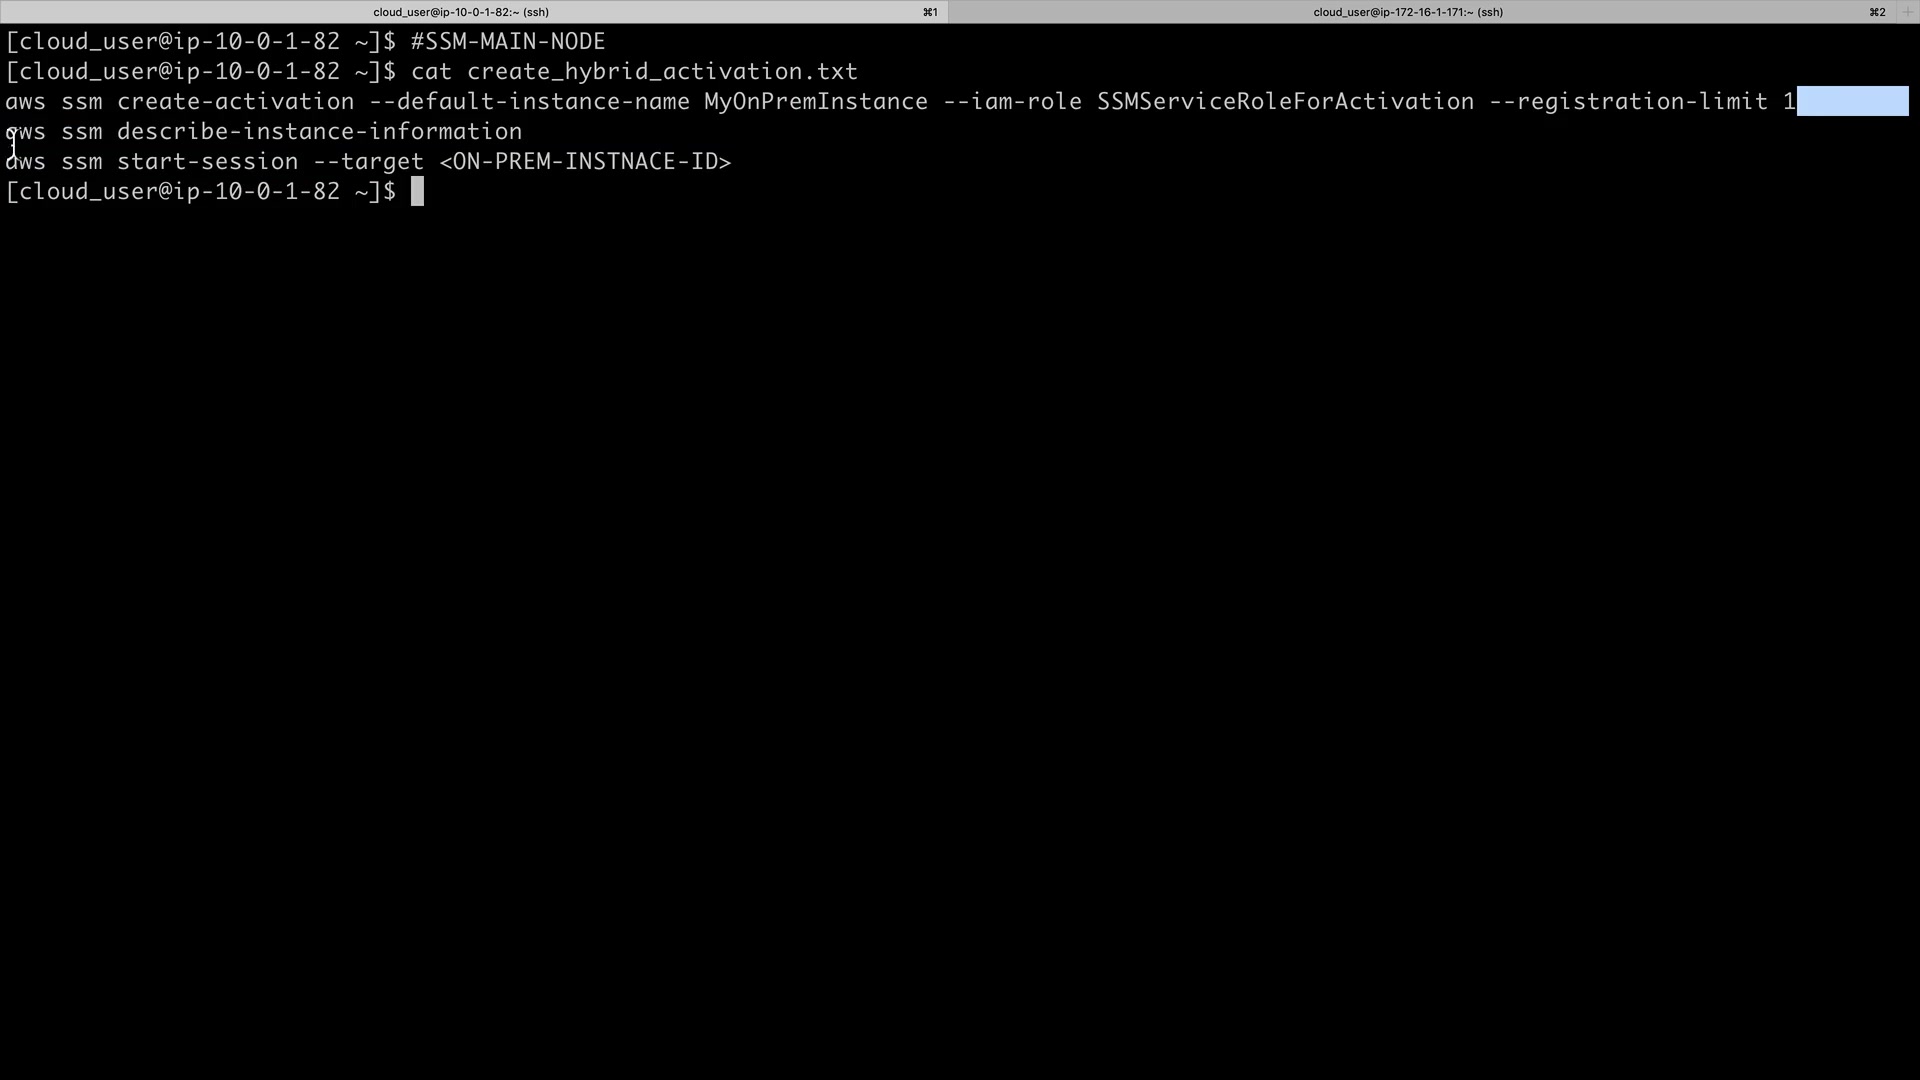 cloud_user@ip-10-0-1-82:~ (ssh) ⌘1 cloud_user@ip-172-16-1-171:~ (ssh) ⌘2 +
[cloud_user@ip-10-0-1-82 ~]$ #SSM-MAIN-NODE
[cloud_user@ip-10-0-1-82 ~]$ cat create_hybrid_activation.txt
aws ssm create-activation --default-instance-name MyOnPremInstance --iam-role SSMServiceRoleForActivation --registration-limit 1
aws ssm describe-instance-information
aws ssm start-session --target <ON-PREM-INSTNACE-ID>
[cloud_user@ip-10-0-1-82 ~]$